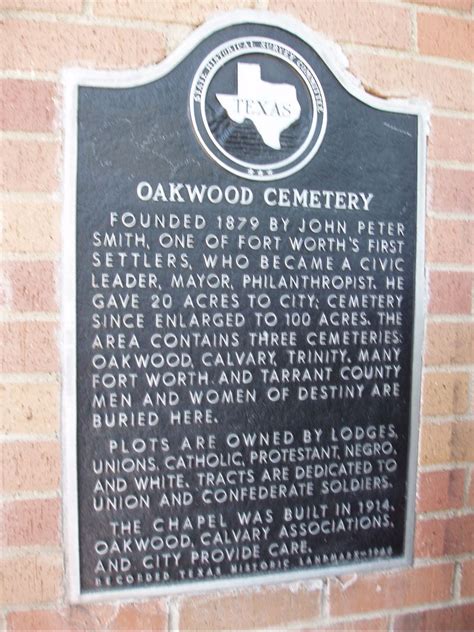 STATE HISTORICAL SURVEY COMMITTEE
TEXAS
OAKWOOD CEMETERY
FOUNDED 1879 BY JOHN PETER
SMITH, ONE OF FORT WORTH'S FIRST
SETTLERS, WHO BECAME A CIVIC
LEADER, MAYOR, PHILANTHROPIST. HE
GAVE 20 ACRES TO CITY; CEMETERY
SINCE ENLARGED TO 100 ACRES. THE
AREA CONTAINS THREE CEMETERIES:
OAKWOOD, CALVARY, TRINITY. MANY
FORT WORTH AND TARRANT COUNTY
MEN AND WOMEN OF DESTINY ARE
BURIED HERE.
PLOTS ARE OWNED BY LODGES,
UNIONS, CATHOLIC, PROTESTANT, NEGRO,
AND WHITE. TRACTS ARE DEDICATED TO
UNION AND CONFEDERATE SOLDIERS.
THE CHAPEL WAS BUILT IN 1914.
OAKWOOD, CALVARY ASSOCIATIONS,
AND CITY PROVIDE CARE.
RECORDED TEXAS HISTORIC LANDMARK